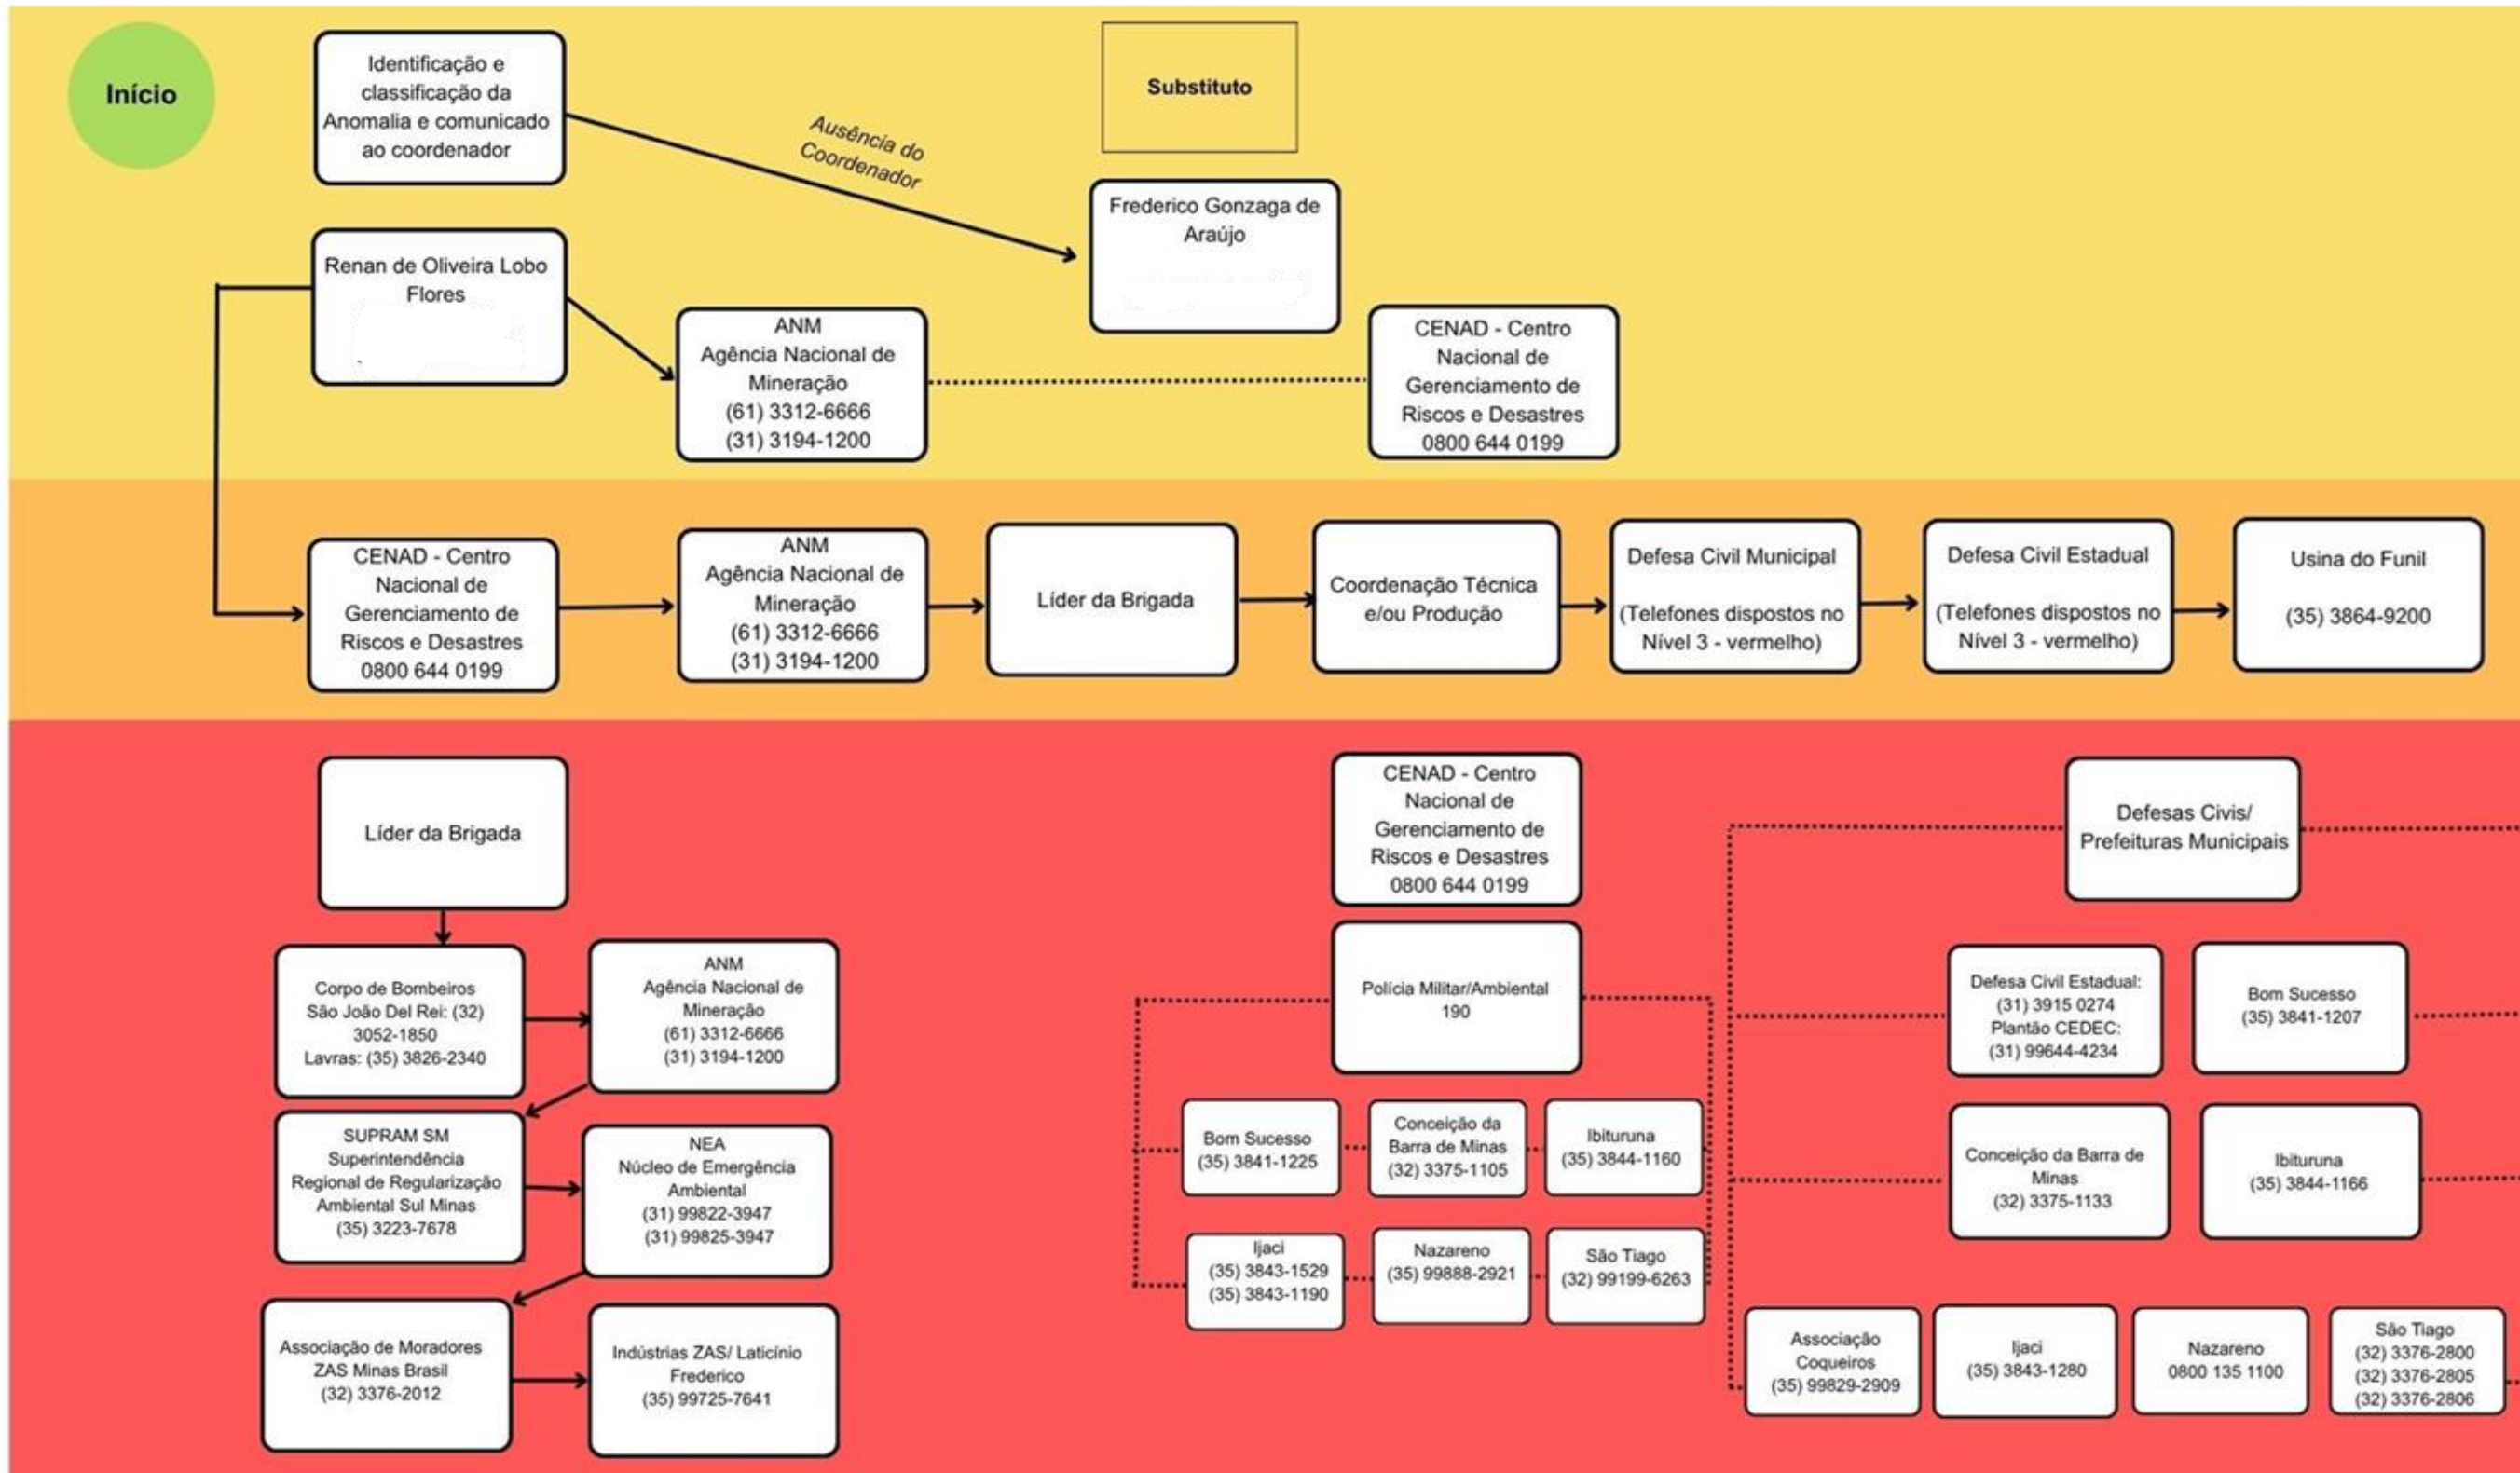 Início
Identificação e
classificação da
Anomalia e comunicado
ao coordenador
Ausência do
Coordenador
Substituto
Frederico Gonzaga de
Araújo
Renan de Oliveira Lobo
Flores
ANM
Agência Nacional de
Mineração
(61) 3312-6666
(31) 3194-1200
CENAD - Centro
Nacional de
Gerenciamento de
Riscos e Desastres
0800 644 0199
CENAD - Centro
Nacional de
Gerenciamento de
Riscos e Desastres
0800 644 0199
ANM
Agência Nacional de
Mineração
(61) 3312-6666
(31) 3194-1200
Líder da Brigada
Coordenação Técnica
e/ou Produção
Defesa Civil Municipal
(Telefones dispostos no
Nível 3 - vermelho)
Defesa Civil Estadual
(Telefones dispostos no
Nível 3 - vermelho)
Usina do Funil
(35) 3864-9200
Líder da Brigada
Corpo de Bombeiros
São João Del Rei: (32)
3052-1850
Lavras: (35) 3826-2340
ANM
Agência Nacional de
Mineração
(61) 3312-6666
(31) 3194-1200
SUPRAM SM
Superintendência
Regional de Regularização
Ambiental Sul Minas
(35) 3223-7678
NEA
Núcleo de Emergência
Ambiental
(31) 99822-3947
(31) 99825-3947
Associação de Moradores
ZAS Minas Brasil
(32) 3376-2012
Indústrias ZAS/ Laticínio
Frederico
(35) 99725-7641
CENAD - Centro
Nacional de
Gerenciamento de
Riscos e Desastres
0800 644 0199
Polícia Militar/Ambiental
190
Bom Sucesso
(35) 3841-1225
Conceição da
Barra de Minas
(32) 3375-1105
Ibituruna
(35) 3844-1160
Ijaci
(35) 3843-1529
(35) 3843-1190
Nazareno
(35) 99888-2921
São Tiago
(32) 99199-6263
Defesas Civis/
Prefeituras Municipais
Defesa Civil Estadual:
(31) 3915 0274
Plantão CEDEC:
(31) 99644-4234
Bom Sucesso
(35) 3841-1207
Conceição da Barra de
Minas
(32) 3375-1133
Ibituruna
(35) 3844-1166
Associação
Coqueiros
(35) 99829-2909
Ijaci
(35) 3843-1280
Nazareno
0800 135 1100
São Tiago
(32) 3376-2800
(32) 3376-2805
(32) 3376-2806